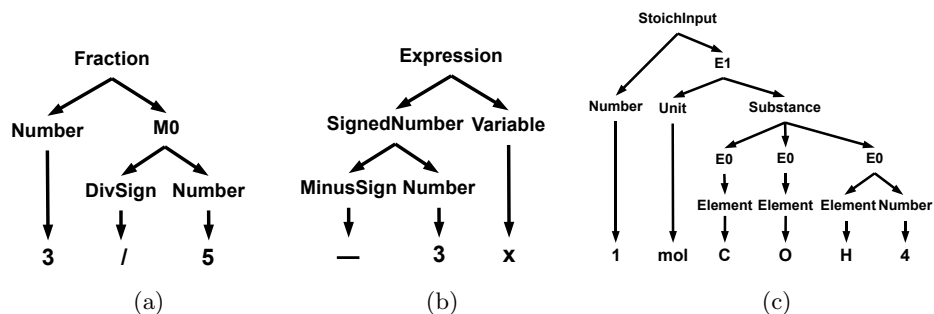 Fraction
Number M0
DivSign Number
3 / 5
(a)
Expression
SignedNumber Variable
MinusSign Number
— 3 x
(b)
StoichInput
E1
Number Unit Substance
E0 E0 E0
Element Element Element Number
1 mol C O H 4
(c)